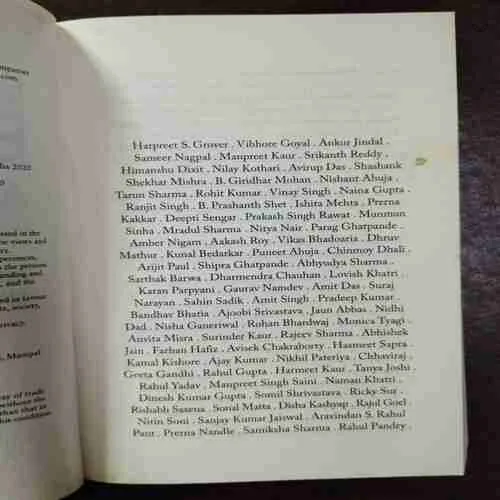 Harpreet S. Grover . Vibhore Goyal . Ankur Jindal .
Sameer Nagpal . Manpreet Kaur . Srikanth Reddy .
Himanshu Dixit . Nilay Kothari . Avirup Das . Shashank
Shekhar Mishra . B. Giridhar Mohan . Nishant Ahuja .
Tarun Sharma . Rohit Kumar . Vinay Singh . Naina Gupta .
Ranjit Singh . B. Prashanth Shet . Ishita Mehta . Prerna
Kakkar . Deepti Sengar . Prakash Singh Rawat . Munmun
Sinha . Mradul Sharma . Nitya Nair . Parag Ghatpande .
Amber Nigam . Aakash Roy . Vikas Bhadoaria . Dhruv
Mathur . Kunal Bedarkar . Puneet Ahuja . Chinmoy Dhali .
Arijit Paul . Shipra Ghatpande . Abhyudya Sharma .
Sarthak Barwa . Dharmendra Chauhan . Lovish Khatri .
Karan Parpyani . Gaurav Namdev . Amit Das . Suraj
Narayan . Sahin Sadik . Amit Singh . Pradeep Kumar .
Bandhav Bhatia . Ajoobi Srivastava . Jaun Abbas . Nidhi
Dad . Nisha Ganeriwal . Rohan Bhardwaj . Monica Tyagi .
Anvita Misra . Surinder Kaur . Rajeev Sharma . Abhishek
Jain . Farhan Hafiz . Avisek Chakraborty . Harmeet Sapra .
Kamal Kishore . Ajay Kumar . Nikhil Pateriya . Chhaviraj .
Geeta Gandhi . Rahul Gupta . Harmeet Kaur . Tanya Joshi .
Rahul Yadav . Manpreet Singh Saini . Naman Khatri .
Dinesh Kumar Gupta . Somil Shrivastava . Ricky Sur .
Rishabh Saxena . Sonal Matta . Disha Kashyap . Rajul Goel .
Nitin Soni . Sanjay Kumar Jaiswal . Aravindan S. Rahul
Pant . Prerna Nandle . Samiksha Sharma . Rahul Pandey .